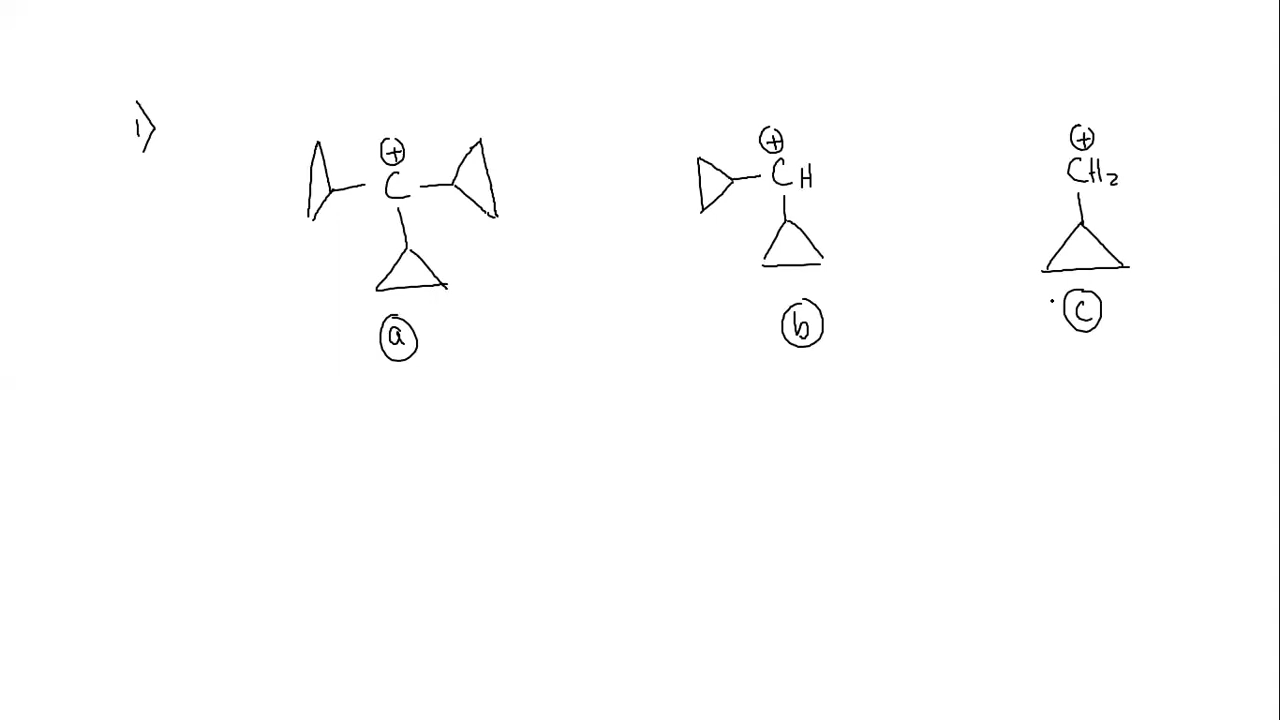 1)
⊕ ⊕ ⊕
C CH CH₂
ⓐ ⓑ ⓒ